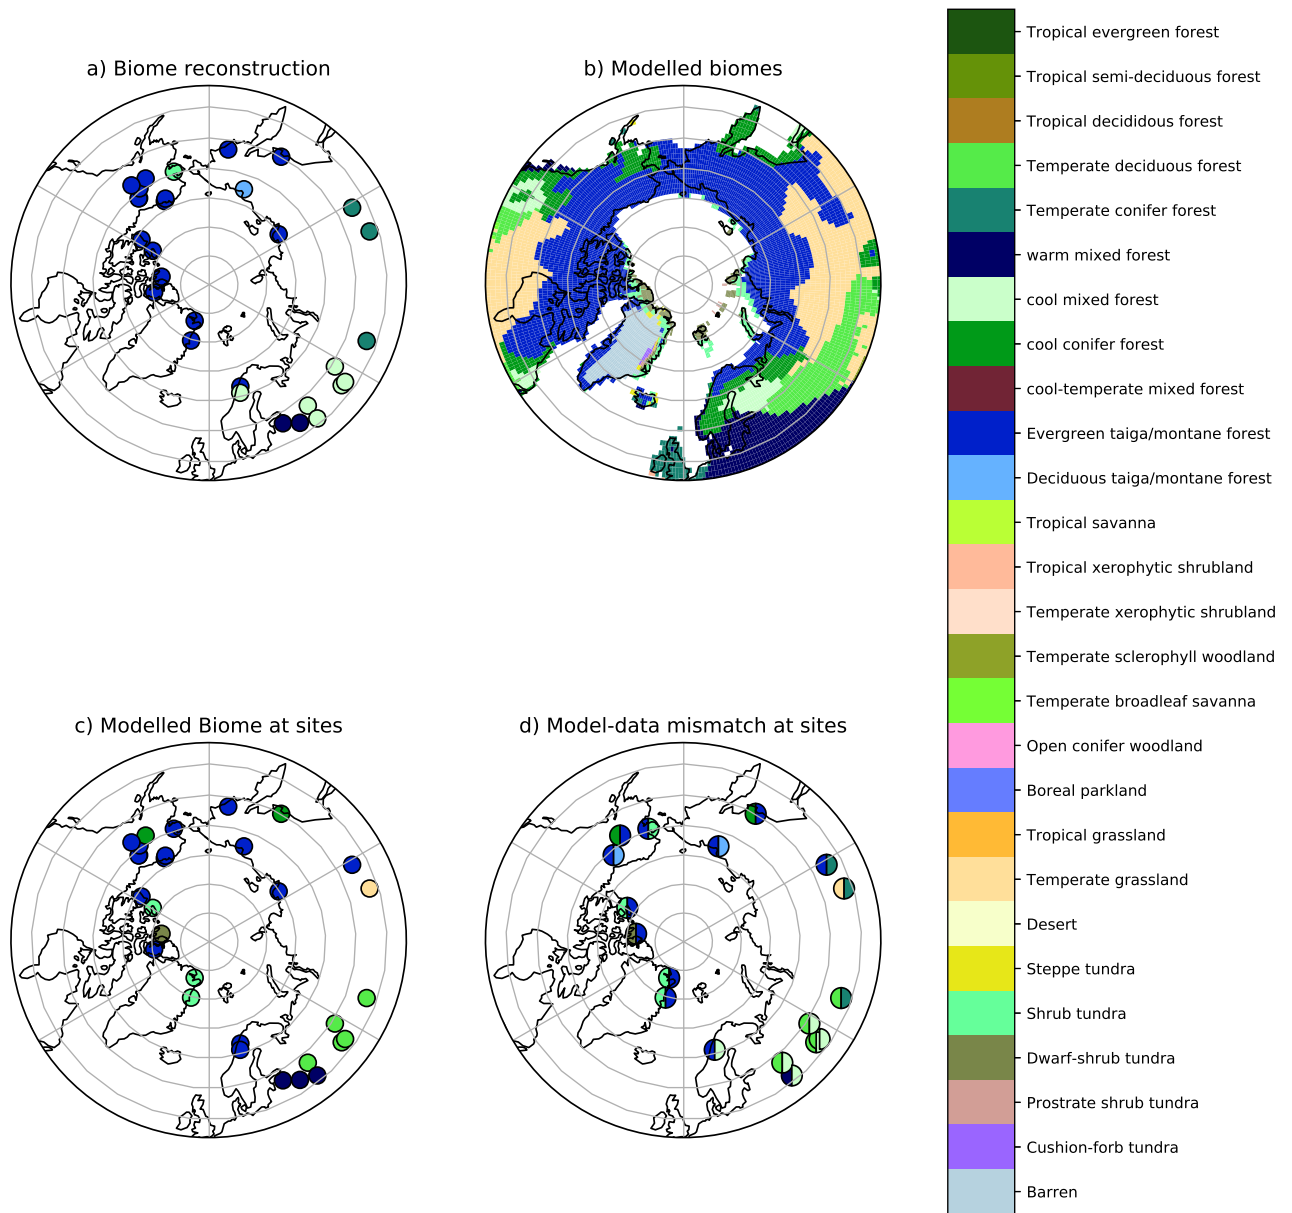 a) Biome reconstruction
b) Modelled biomes
c) Modelled Biome at sites
d) Model-data mismatch at sites
Tropical evergreen forest
Tropical semi-deciduous forest
Tropical decididous forest
Temperate deciduous forest
Temperate conifer forest
warm mixed forest
cool mixed forest
cool conifer forest
cool-temperate mixed forest
Evergreen taiga/montane forest
Deciduous taiga/montane forest
Tropical savanna
Tropical xerophytic shrubland
Temperate xerophytic shrubland
Temperate sclerophyll woodland
Temperate broadleaf savanna
Open conifer woodland
Boreal parkland
Tropical grassland
Temperate grassland
Desert
Steppe tundra
Shrub tundra
Dwarf-shrub tundra
Prostrate shrub tundra
Cushion-forb tundra
Barren